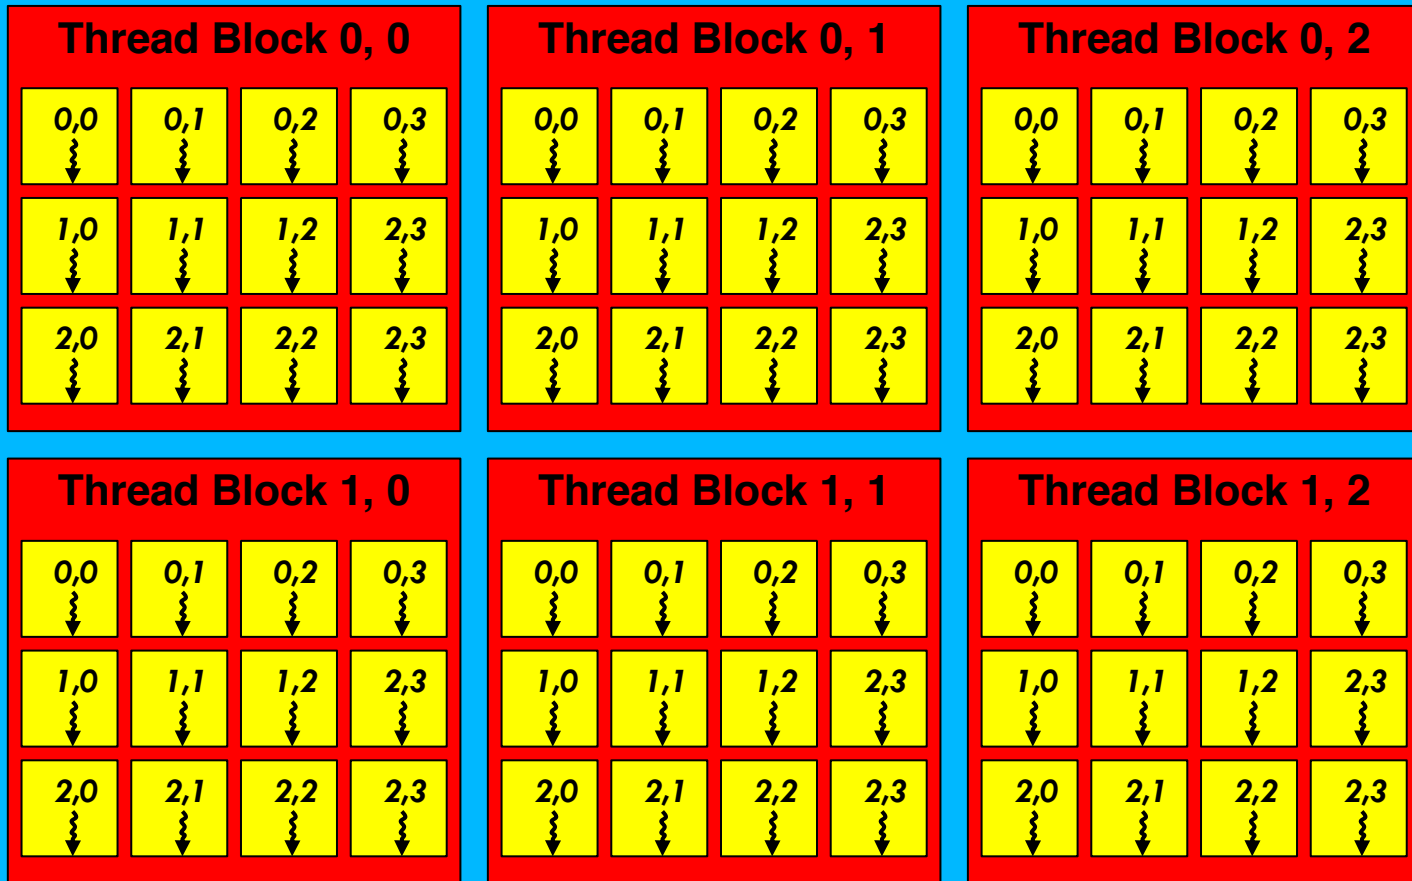 Thread Block 0, 0
0,0 0,1 0,2 0,3
1,0 1,1 1,2 2,3
2,0 2,1 2,2 2,3
Thread Block 0, 1
0,0 0,1 0,2 0,3
1,0 1,1 1,2 2,3
2,0 2,1 2,2 2,3
Thread Block 0, 2
0,0 0,1 0,2 0,3
1,0 1,1 1,2 2,3
2,0 2,1 2,2 2,3
Thread Block 1, 0
0,0 0,1 0,2 0,3
1,0 1,1 1,2 2,3
2,0 2,1 2,2 2,3
Thread Block 1, 1
0,0 0,1 0,2 0,3
1,0 1,1 1,2 2,3
2,0 2,1 2,2 2,3
Thread Block 1, 2
0,0 0,1 0,2 0,3
1,0 1,1 1,2 2,3
2,0 2,1 2,2 2,3